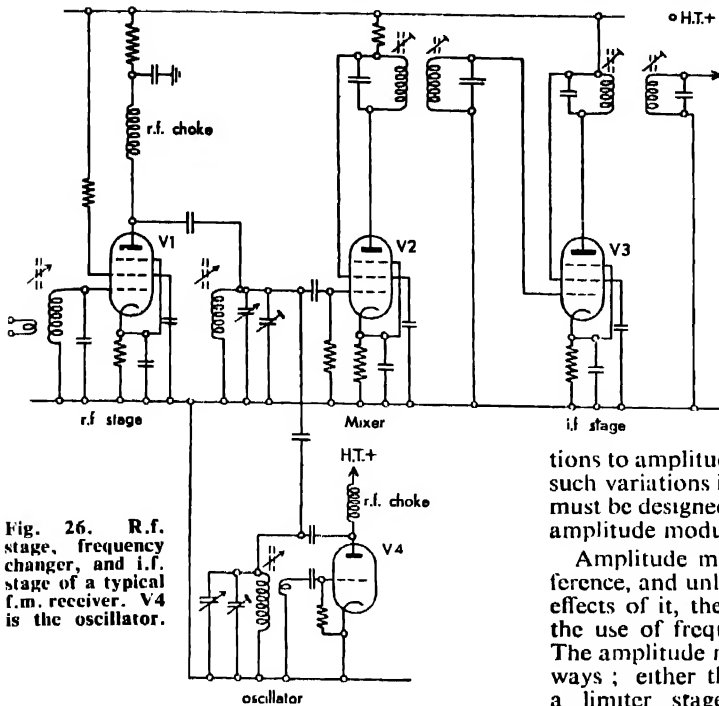 H.T.+
r.f. choke
V1
V2
V3
r.f stage
Mixer
i.f stage
H.T.+
r.f. choke
V4
oscillator
Fig. 26. R.f.
stage, frequency
changer, and i.f.
stage of a typical
f.m. receiver. V4
is the oscillator.
tions to amplitud
such variations i
must be designed
amplitude modu
Amplitude m
ference, and unl
effects of it, the
the use of frequ
The amplitude r
ways ; either th
a limiter stage